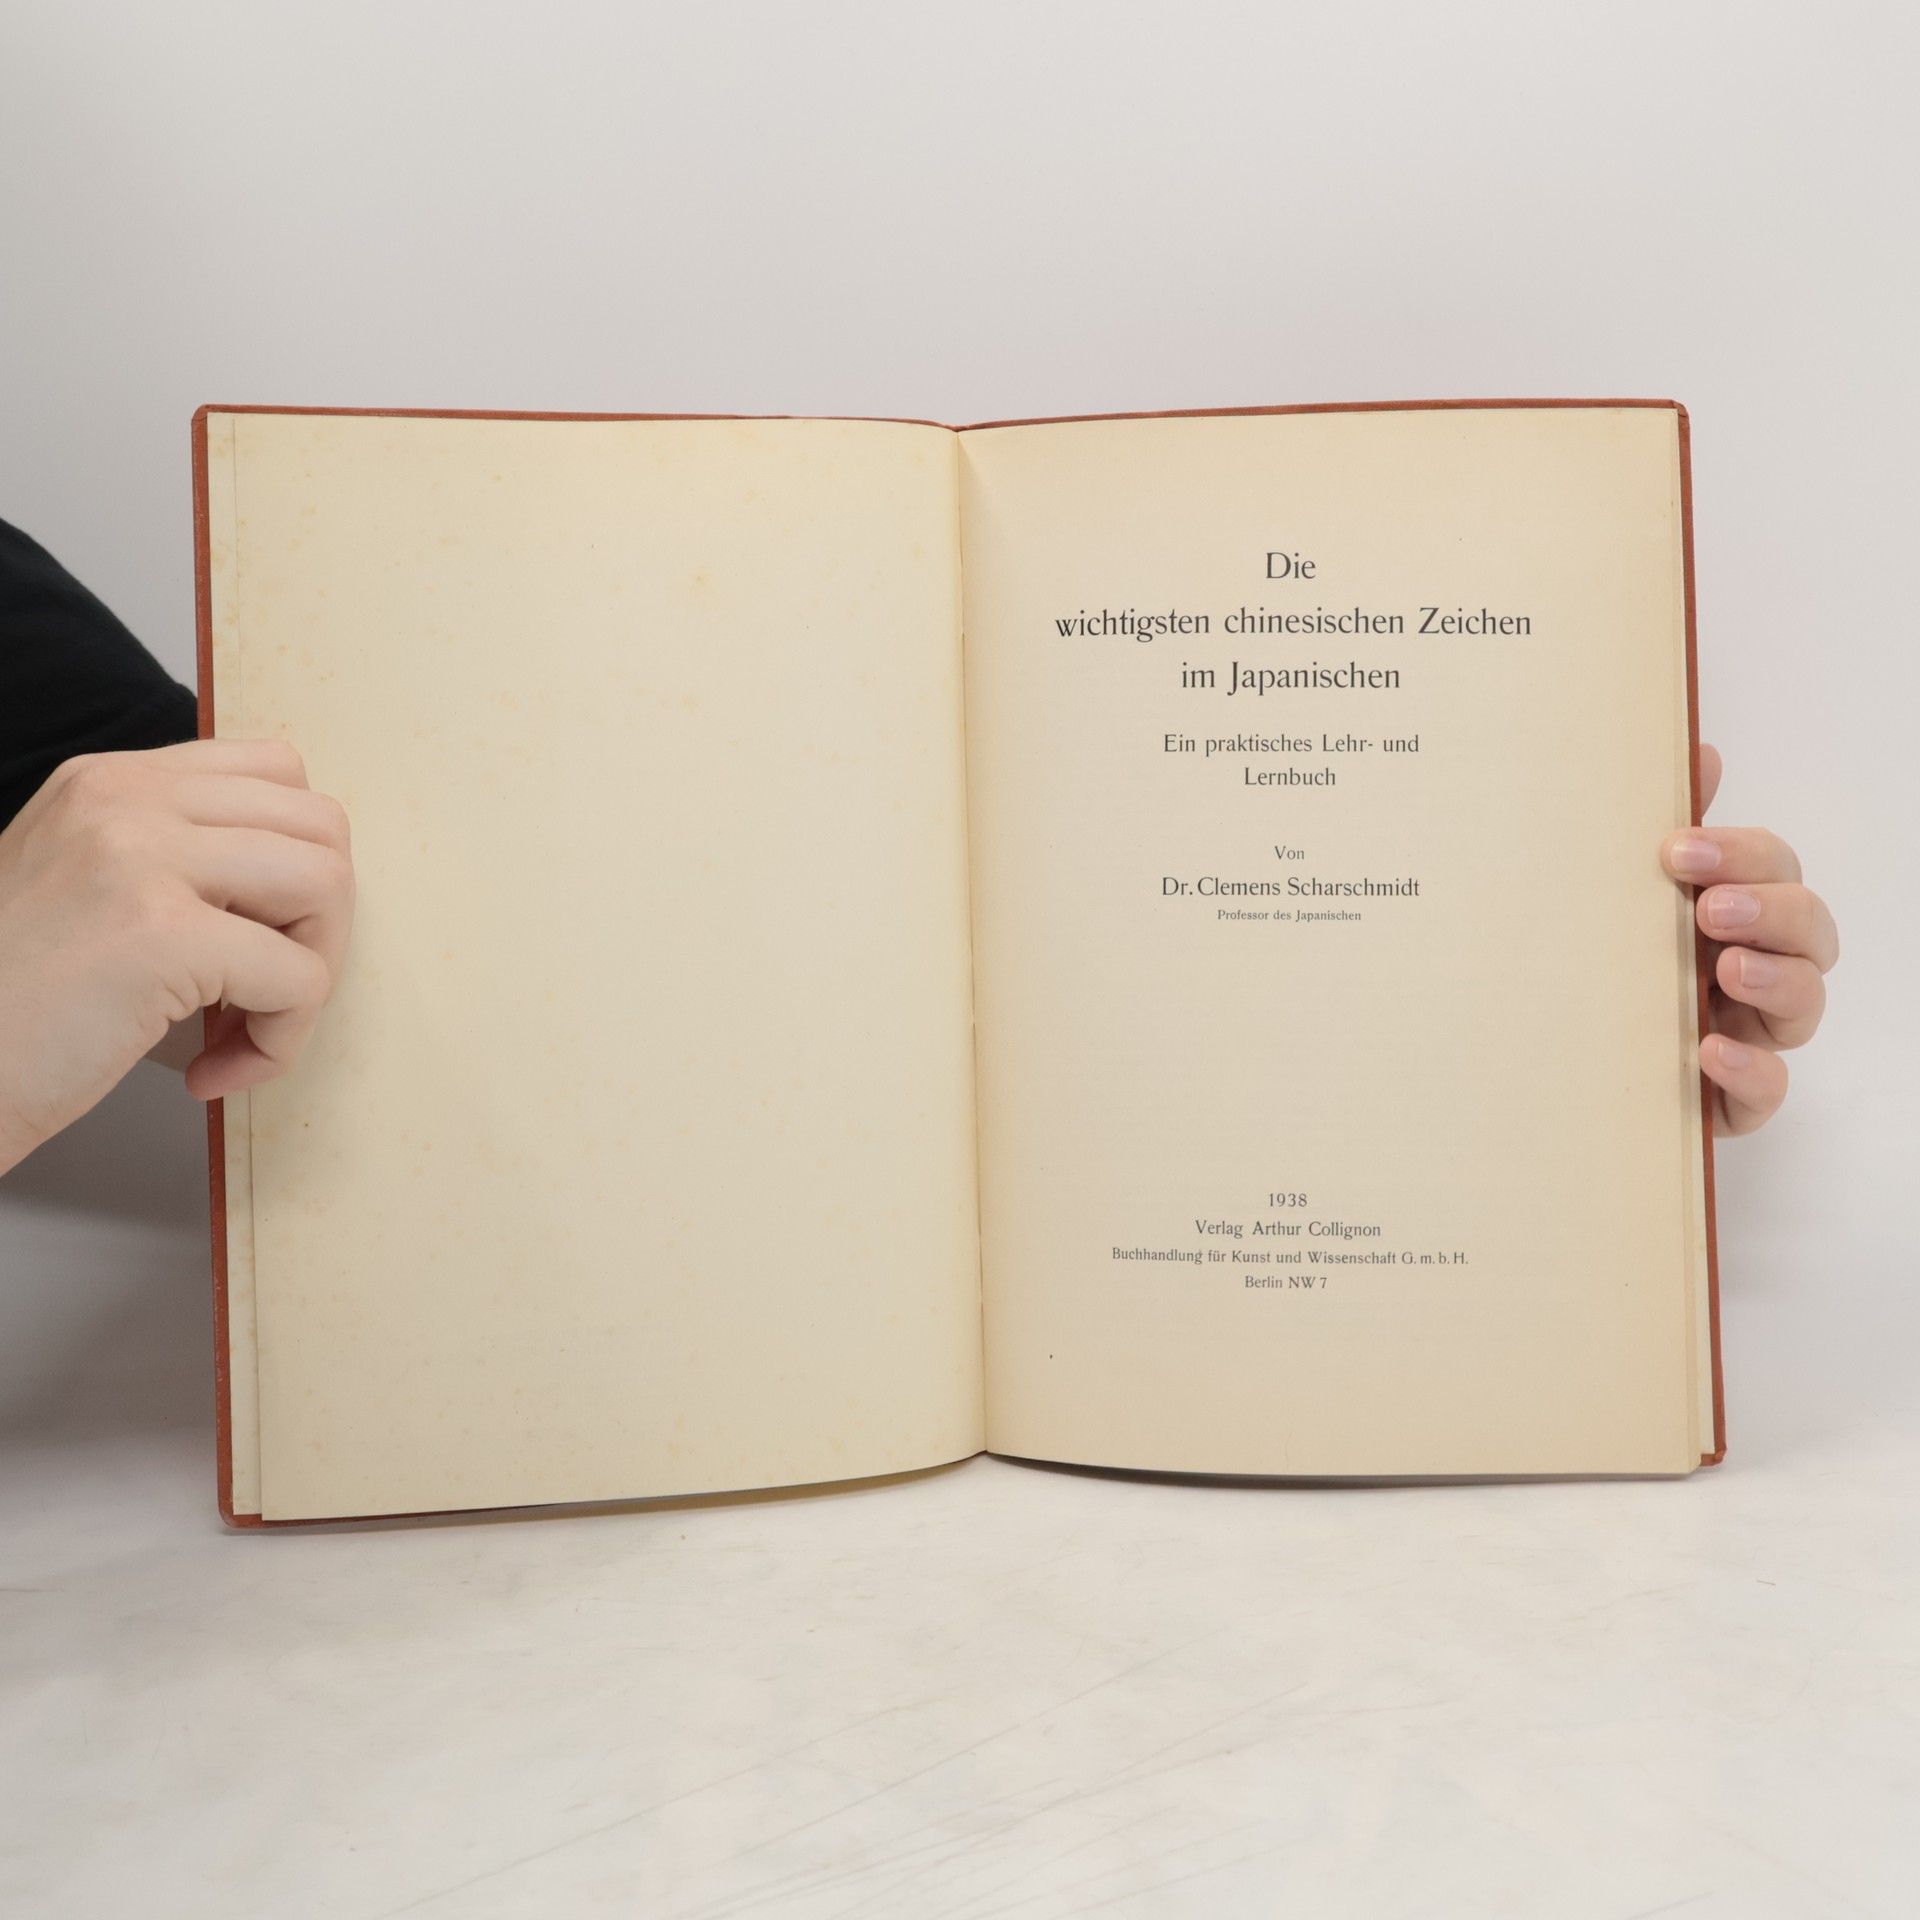 Die
wichtigsten chinesischen Zeichen
im Japanischen
Ein praktisches Lehr- und
Lernbuch
Von
Dr. Clemens Scharschmidt
Professor des Japanischen
1938
Verlag Arthur Collignon
Buchhandlung für Kunst und Wissenschaft G. m. b. H.
Berlin NW 7